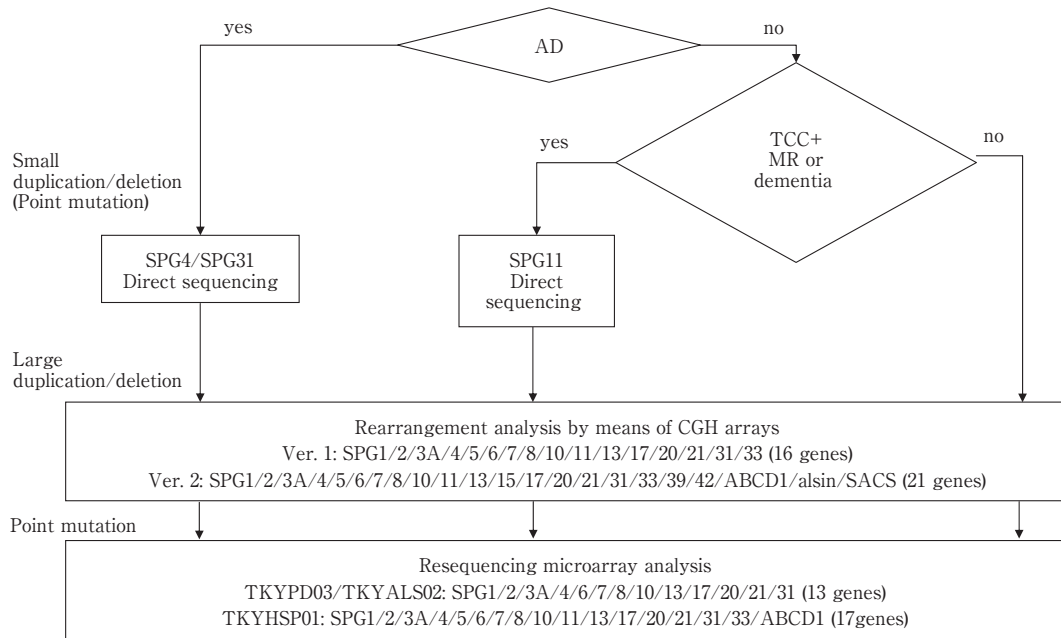 yes
AD
no
yes
TCC+
MR or
dementia
no
Small
duplication/deletion
(Point mutation)
SPG4/SPG31
Direct sequencing
SPG11
Direct
sequencing
Large
duplication/deletion
Rearrangement analysis by means of CGH arrays
Ver. 1: SPG1/2/3A/4/5/6/7/8/10/11/13/17/20/21/31/33 (16 genes)
Ver. 2: SPG1/2/3A/4/5/6/7/8/10/11/13/15/17/20/21/31/33/39/42/ABCD1/alsin/SACS (21 genes)
Point mutation
Resequencing microarray analysis
TKYPD03/TKYALS02: SPG1/2/3A/4/6/7/8/10/13/17/20/21/31 (13 genes)
TKYHSP01: SPG1/2/3A/4/5/6/7/8/10/11/13/17/20/21/31/33/ABCD1 (17genes)